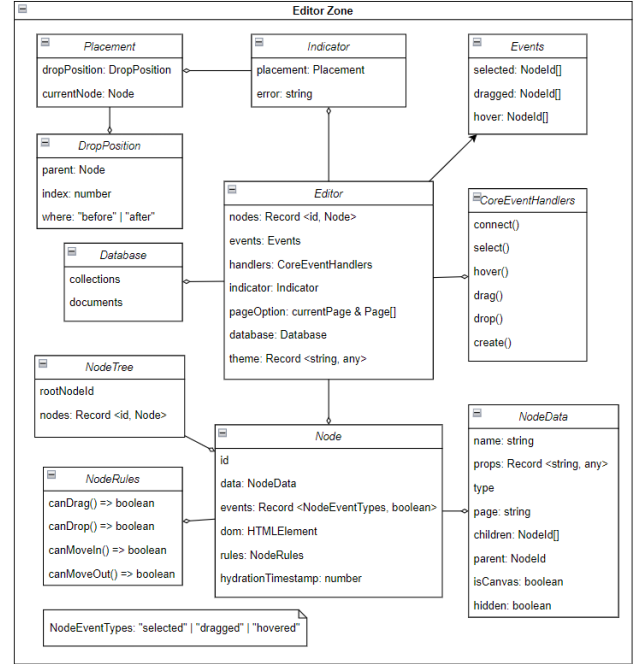 Editor Zone
Placement
dropPosition: DropPosition
currentNode: Node
Indicator
placement: Placement
error: string
Events
selected: NodeId[]
dragged: NodeId[]
hover: NodeId[]
DropPosition
parent: Node
index: number
where: "before" | "after"
Editor
nodes: Record <id, Node>
events: Events
handlers: CoreEventHandlers
indicator: Indicator
pageOption: currentPage & Page[]
database: Database
theme: Record <string, any>
CoreEventHandlers
connect()
select()
hover()
drag()
drop()
create()
Database
collections
documents
NodeTree
rootNodeId
nodes: Record <id, Node>
Node
id
data: NodeData
events: Record <NodeEventTypes, boolean>
dom: HTMLElement
rules: NodeRules
hydrationTimestamp: number
NodeData
name: string
props: Record <string, any>
type
page: string
children: NodeId[]
parent: NodeId
isCanvas: boolean
hidden: boolean
NodeRules
canDrag() => boolean
canDrop() => boolean
canMoveIn() => boolean
canMoveOut() => boolean
NodeEventTypes: "selected" | "dragged" | "hovered"